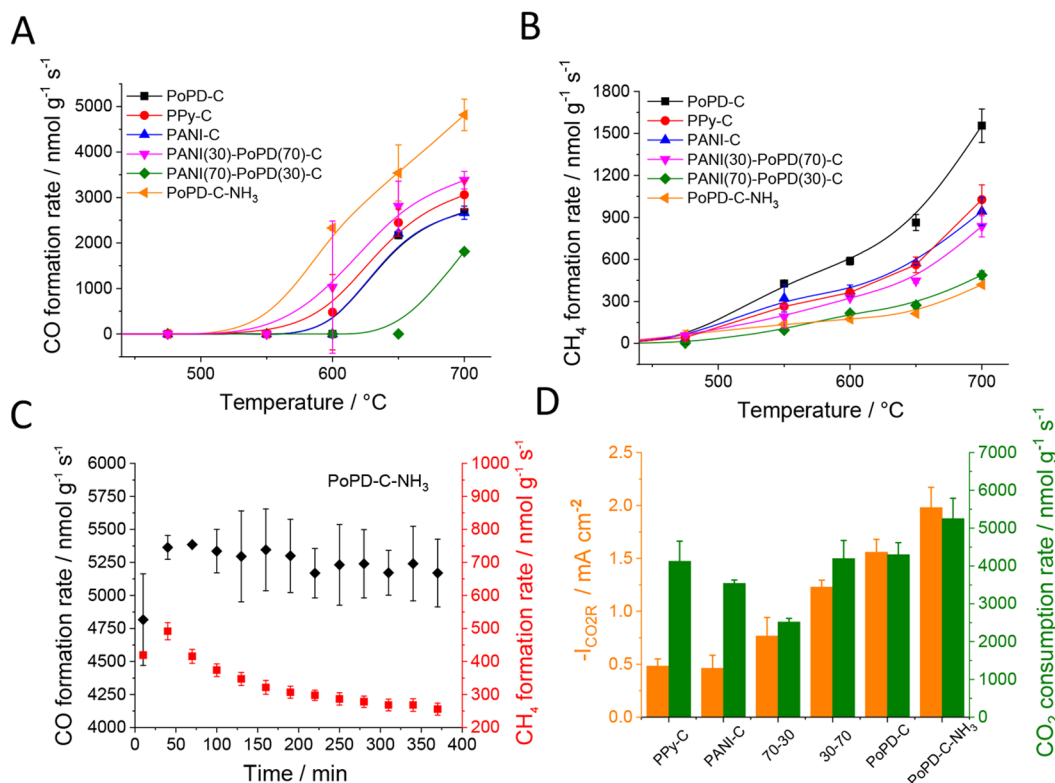 A
CO formation rate / nmol g⁻¹ s⁻¹
5000
4000
3000
2000
1000
0
PoPD-C
PPy-C
PANI-C
PANI(30)-PoPD(70)-C
PANI(70)-PoPD(30)-C
PoPD-C-NH₃
500
600
700
Temperature / °C
B
CH₄ formation rate / nmol g⁻¹ s⁻¹
1800
1500
1200
900
600
300
0
PoPD-C
PPy-C
PANI-C
PANI(30)-PoPD(70)-C
PANI(70)-PoPD(30)-C
PoPD-C-NH₃
500
600
700
Temperature / °C
C
CO formation rate / nmol g⁻¹ s⁻¹
6000
5750
5500
5250
5000
4750
4500
4250
4000
PoPD-C-NH₃
1000
900
800
700
600
500
400
300
200
CH₄ formation rate / nmol g⁻¹ s⁻¹
0
50
100
150
200
250
300
350
400
Time / min
D
-I_CO2R / mA cm⁻²
2.5
2.0
1.5
1.0
0.5
0.0
7000
6000
5000
4000
3000
2000
1000
0
CO₂ consumption rate / nmol g⁻¹ s⁻¹
PPy-C
PANI-C
70-30
30-70
PoPD-C
PoPD-C-NH₃